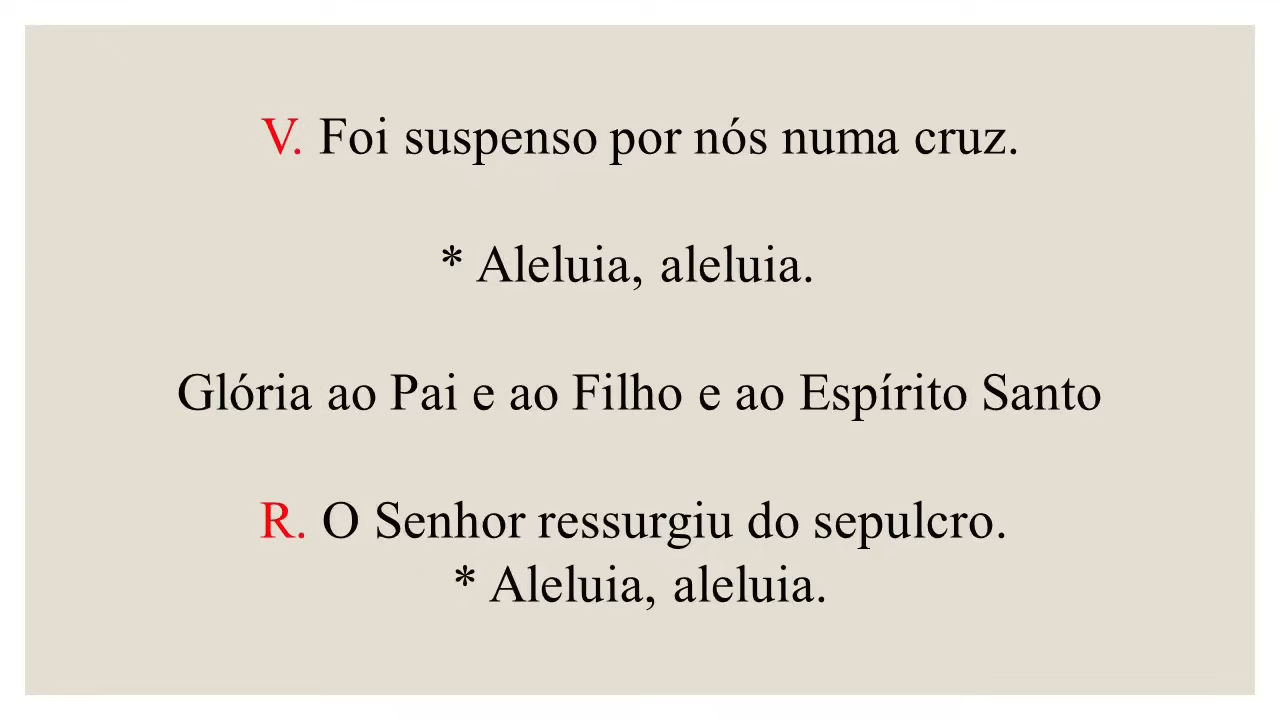 V. Foi suspenso por nós numa cruz.
* Aleluia, aleluia.
Glória ao Pai e ao Filho e ao Espírito Santo
R. O Senhor ressurgiu do sepulcro.
* Aleluia, aleluia.